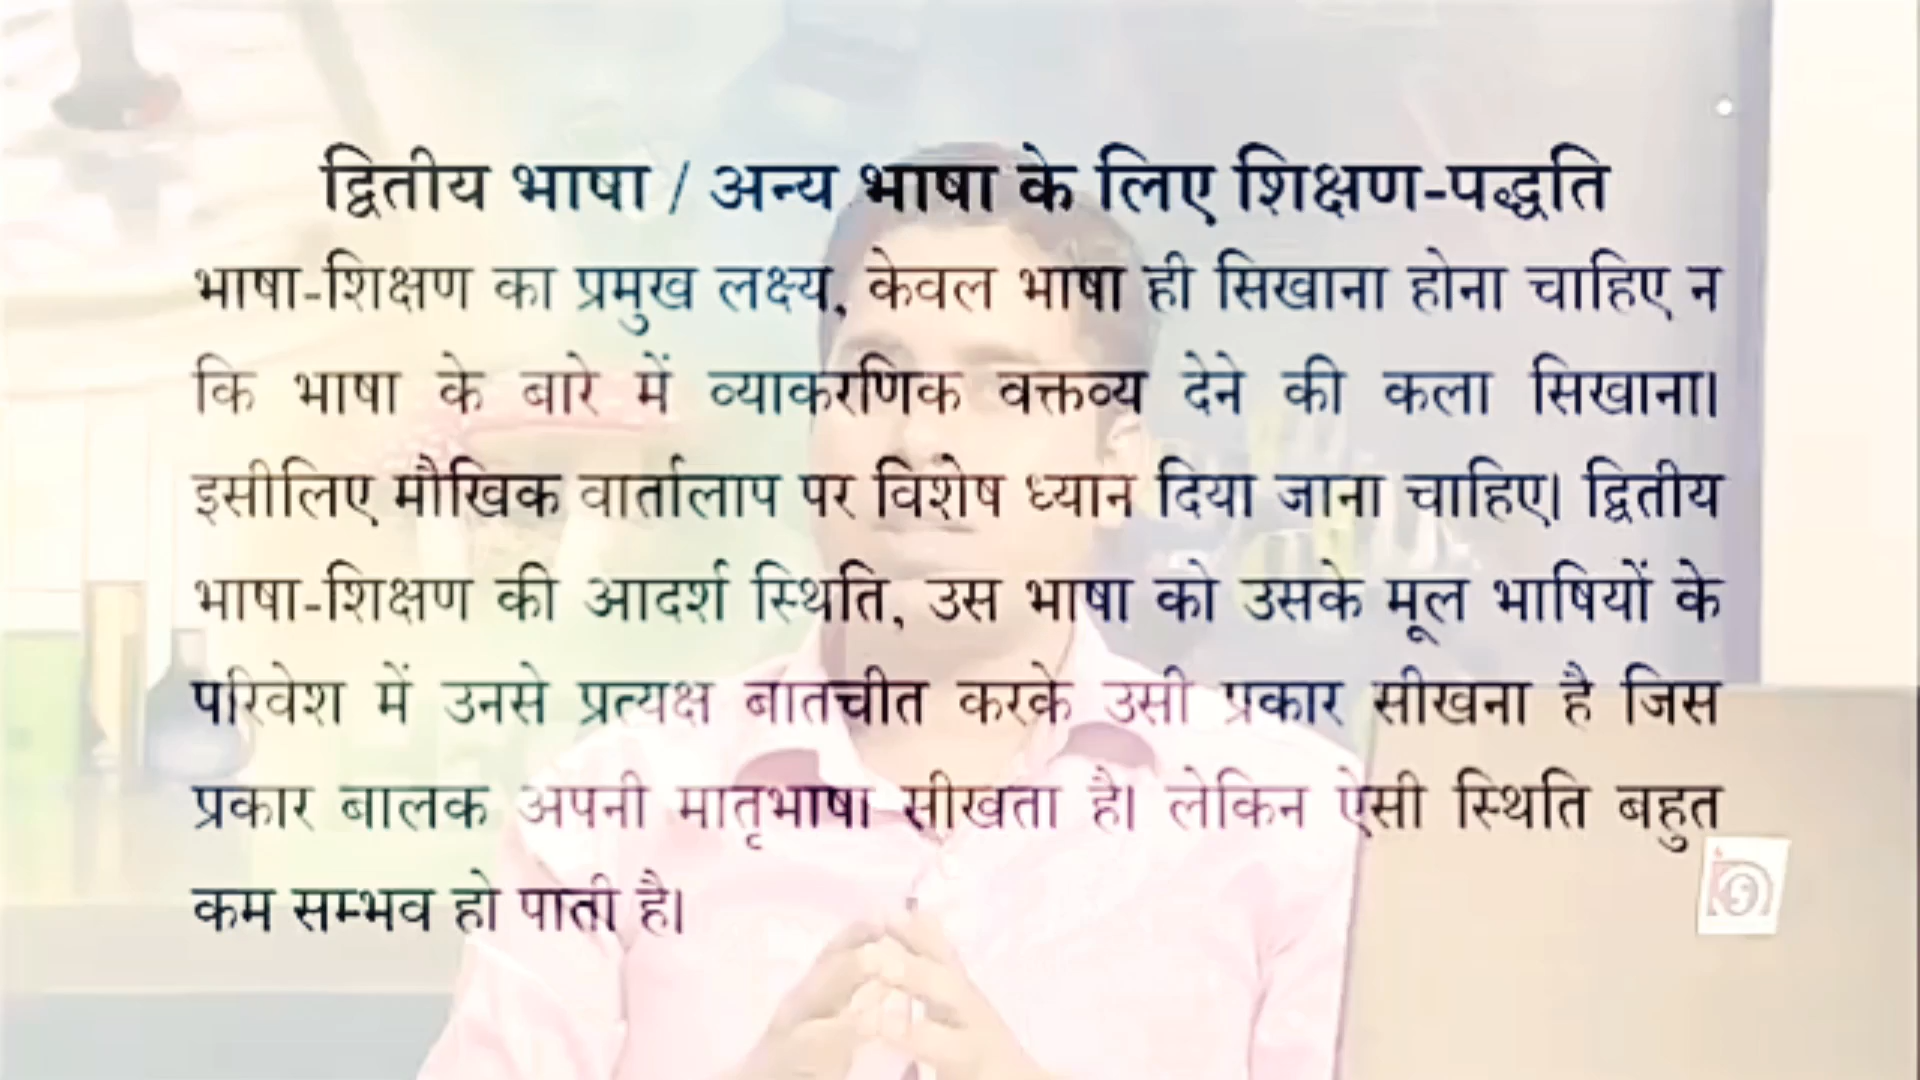 द्वितीय भाषा / अन्य भाषा के लिए शिक्षण-पद्धति
भाषा-शिक्षण का प्रमुख लक्ष्य, केवल भाषा ही सिखाना होना चाहिए न
कि भाषा के बारे में व्याकरणिक वक्तव्य देने की कला सिखाना।
इसीलिए मौखिक वार्तालाप पर विशेष ध्यान दिया जाना चाहिए। द्वितीय
भाषा-शिक्षण की आदर्श स्थिति, उस भाषा को उसके मूल भाषियों के
परिवेश में उनसे प्रत्यक्ष बातचीत करके उसी प्रकार सीखना है जिस
प्रकार बालक अपनी मातृभाषा सीखता है। लेकिन ऐसी स्थिति बहुत
कम सम्भव हो पाती है।